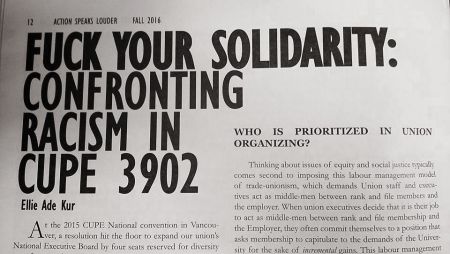 12 ACTION SPEAKS LOUDER FALL 2016
FUCK YOUR SOLIDARITY:
CONFRONTING
RACISM IN
CUPE 3902
Ellie Ade Kur
At the 2015 CUPE National convention in Vancou-
ver, a resolution hit the floor to expand our union's
National Executive Board by four seats reserved for diversity
WHO IS PRIORITIZED IN UNION
ORGANIZING?
Thinking about issues of equity and social justice typically
comes second to imposing this labour management model
of trade-unionism, which demands Union staff and execu-
tives act as middle-men between rank and file members and
the employer. When union executives decide that it is their job
to act as middle-men between rank and file membership and
the Employer, they often commit themselves to a position that
asks membership to capitulate to the demands of the Univer-
sity for the sake of incremental gains. This labour management